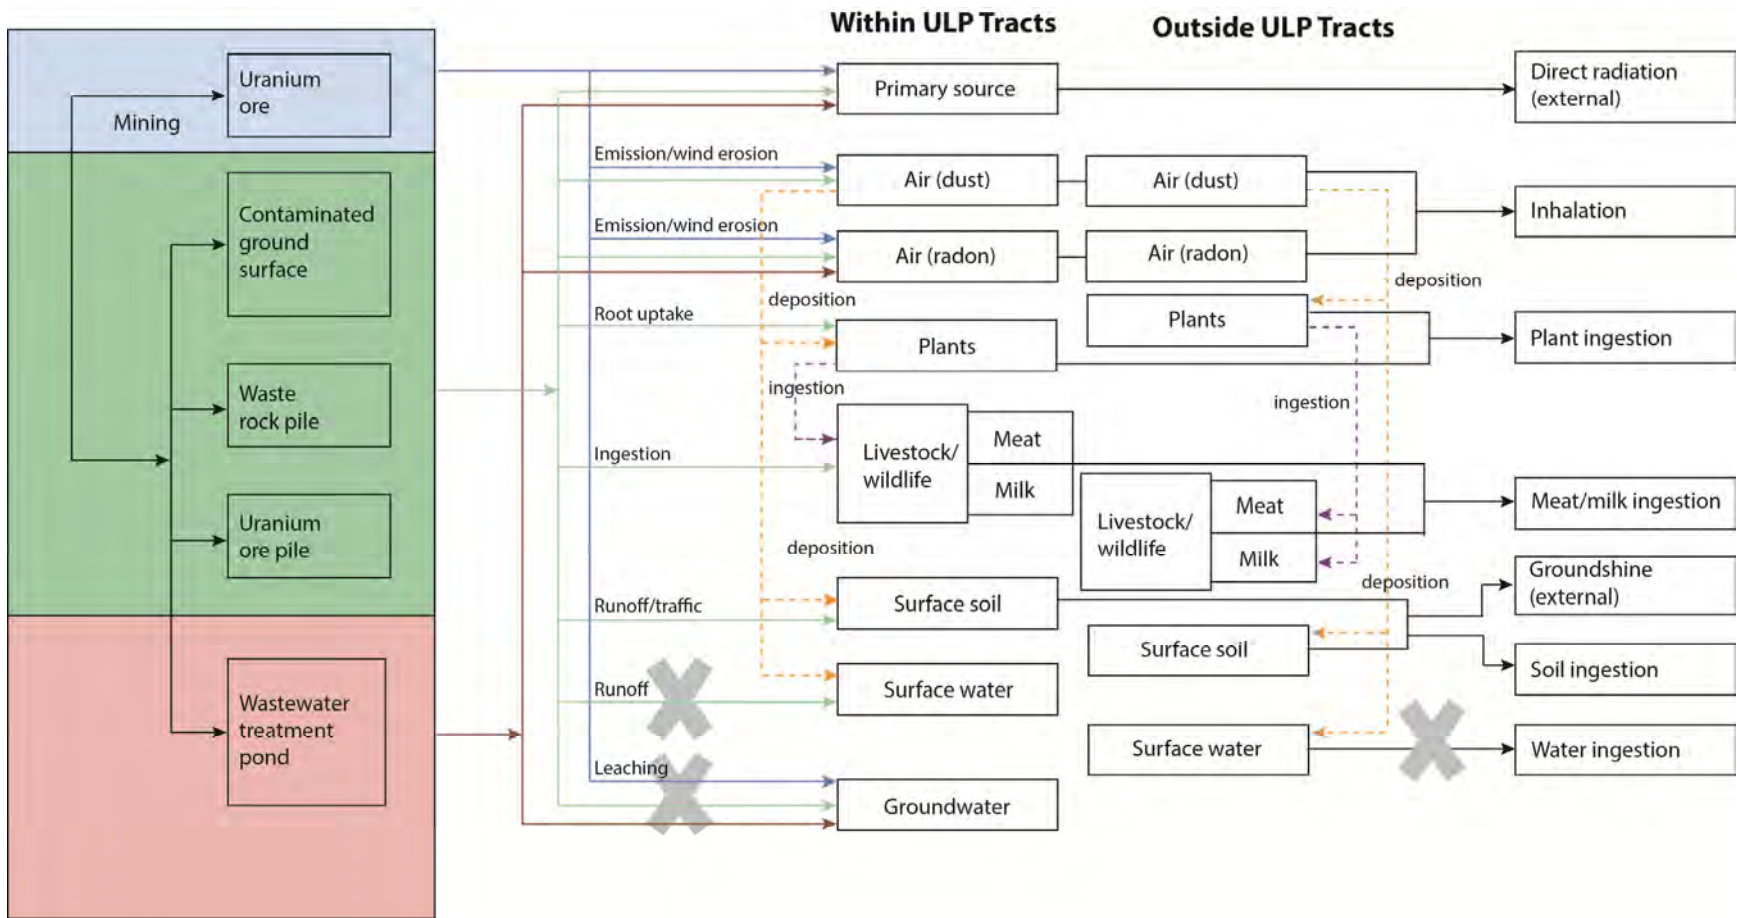 Within ULP Tracts
Outside ULP Tracts
Uranium
ore
Mining
Contaminated
ground
surface
Waste
rock pile
Uranium
ore pile
Wastewater
treatment
pond
Emission/wind erosion
Emission/wind erosion
Root uptake
Ingestion
Runoff/traffic
Runoff
Leaching
deposition
ingestion
deposition
Primary source
Air (dust)
Air (radon)
Plants
Livestock/
wildlife
Meat
Milk
Surface soil
Surface water
Groundwater
Air (dust)
Air (radon)
Plants
Livestock/
wildlife
Meat
Milk
Surface soil
Surface water
deposition
ingestion
deposition
Direct radiation
(external)
Inhalation
Plant ingestion
Meat/milk ingestion
Groundshine
(external)
Soil ingestion
Water ingestion